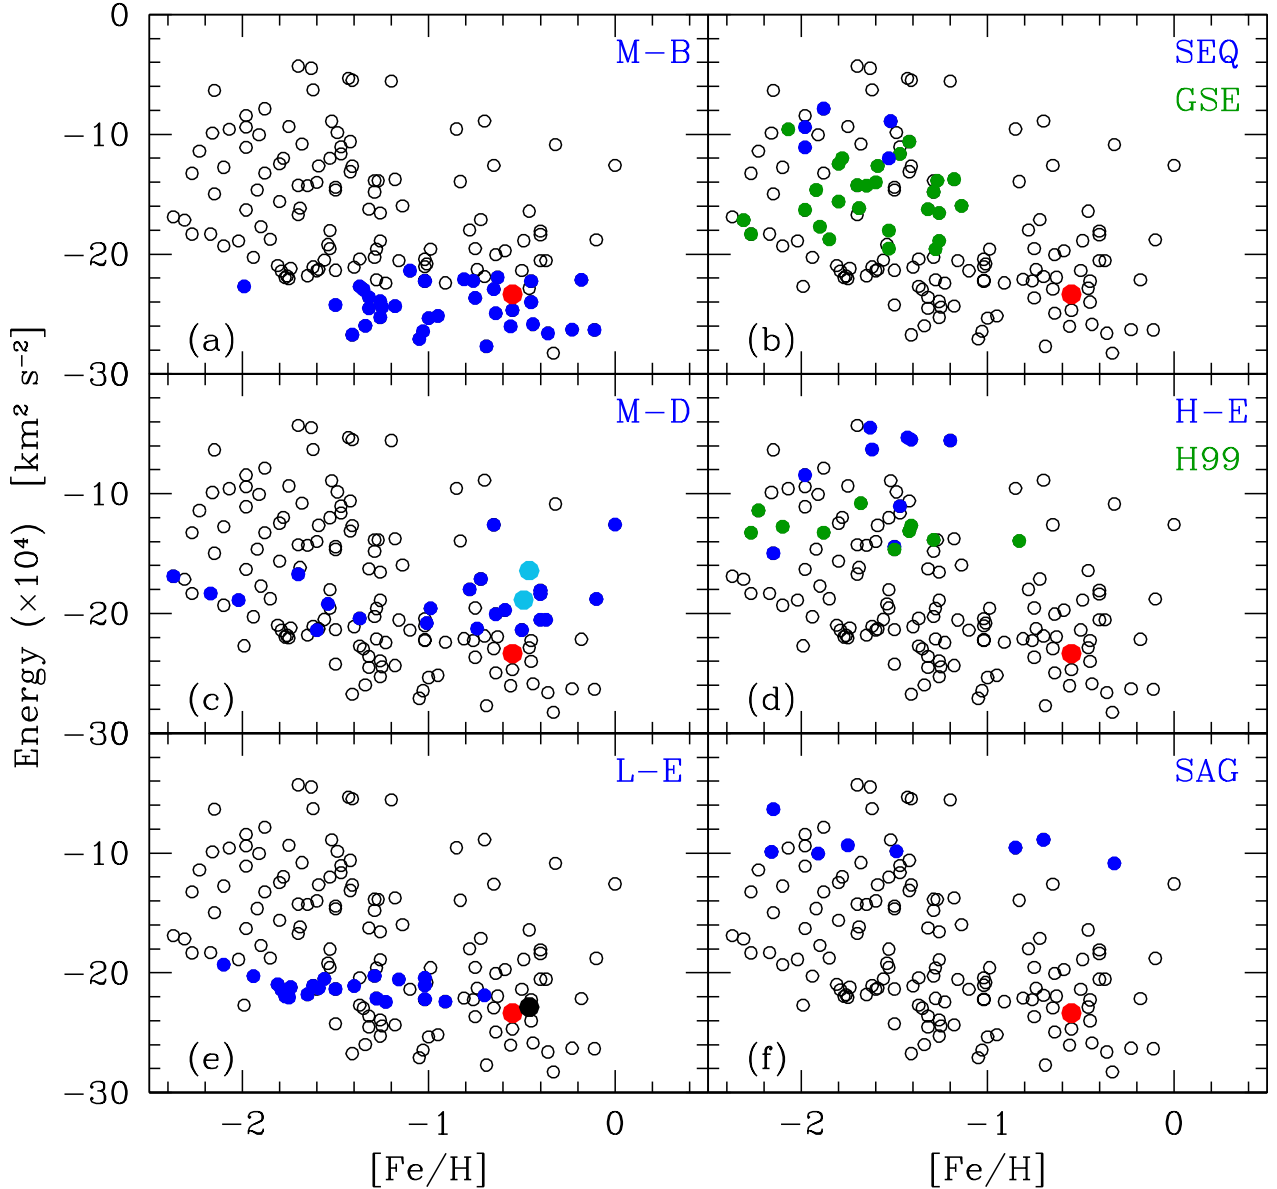 0
−10
−20
−30
M−B
(a)
SEQ
GSE
(b)
−10
−20
−30
M−D
(c)
H−E
H99
(d)
−10
−20
−30
L−E
(e)
SAG
(f)
−2
−1
0
−2
−1
0
[Fe/H]
[Fe/H]
Energy (×10⁴) [km² s⁻²]